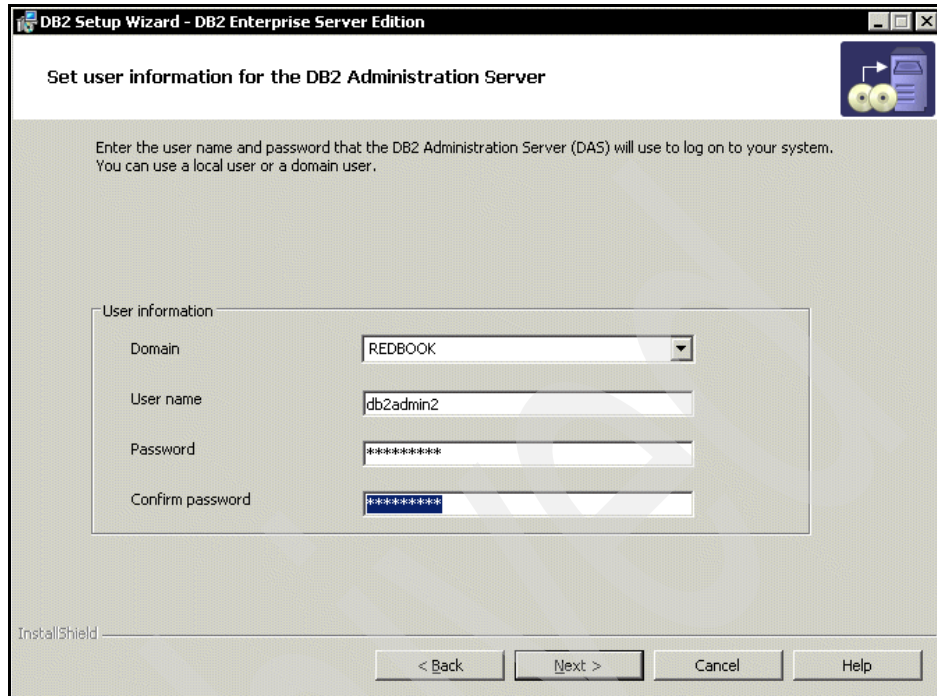 DB2 Setup Wizard - DB2 Enterprise Server Edition
Set user information for the DB2 Administration Server
Enter the user name and password that the DB2 Administration Server (DAS) will use to log on to your system.
You can use a local user or a domain user.
User information
Domain
REDBOOK
User name
db2admin2
Password
*********
Confirm password
*********
InstallShield
< Back
Next >
Cancel
Help